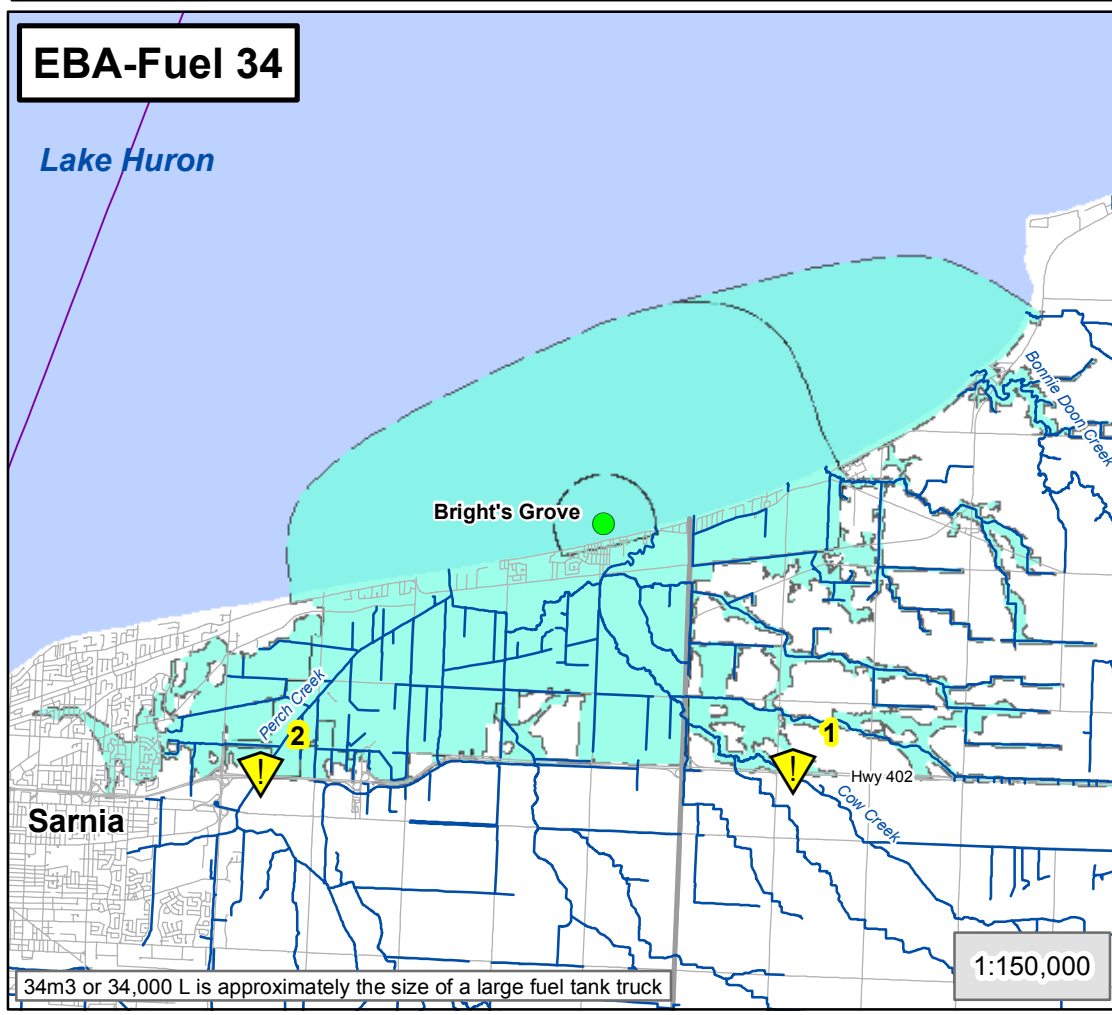 EBA-Fuel 34
Lake Huron
Bonnie Doon Creek
Bright's Grove
Perch Creek
2
1
!
!
Hwy 402
Cow Creek
Sarnia
1:150,000
34m3 or 34,000 L is approximately the size of a large fuel tank truck